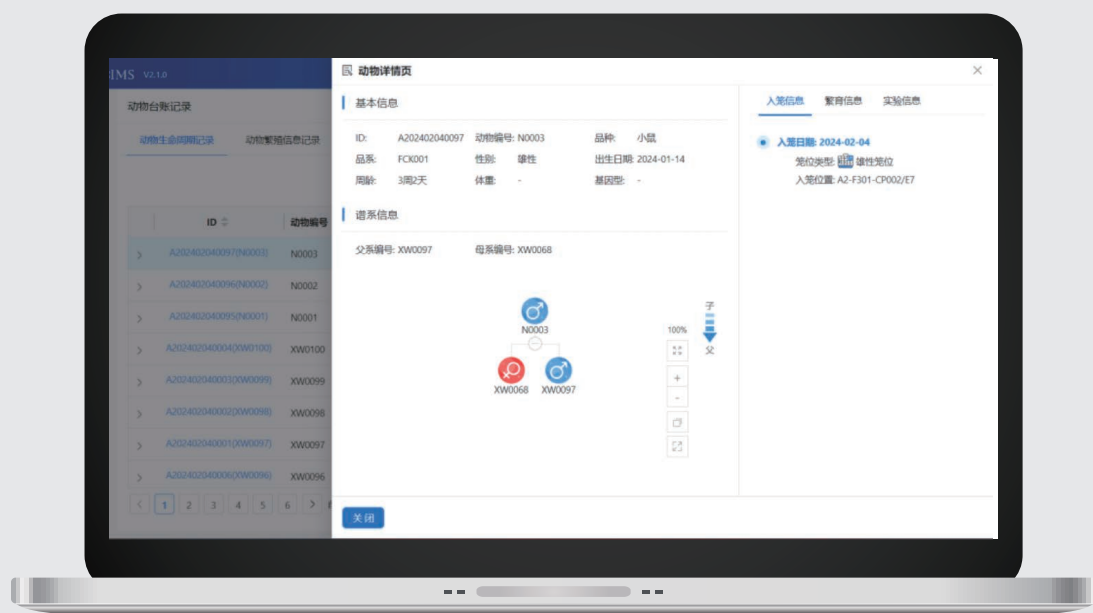 IMS V2.1.0
动物台账记录
动物生命周期记录 动物繁殖信息记录
ID 动物编号
A202402040097(N0003) N0003
A202402040096(N0002) N0002
A202402040095(N0001) N0001
A202402040004(XW0100) XW0100
A202402040003(XW0099) XW0099
A202402040002(XW0098) XW0098
A202402040001(XW0097) XW0097
A202402040006(XW0096) XW0096
< 1 2 3 4 5 6 >
动物详情页 ×
基本信息
ID: A202402040097 动物编号: N0003 品种: 小鼠
品系: FCK001 性别: 雄性 出生日期: 2024-01-14
周龄: 3周2天 体重: - 基因型: -
谱系信息
父系编号: XW0097 母系编号: XW0068
N0003
XW0068 XW0097
子
100%
父
+
-
关闭
入笼信息 繁育信息 实验信息
入笼日期: 2024-02-04
笼位类型: 雄性笼位
入笼位置: A2-F301-CP002/E7